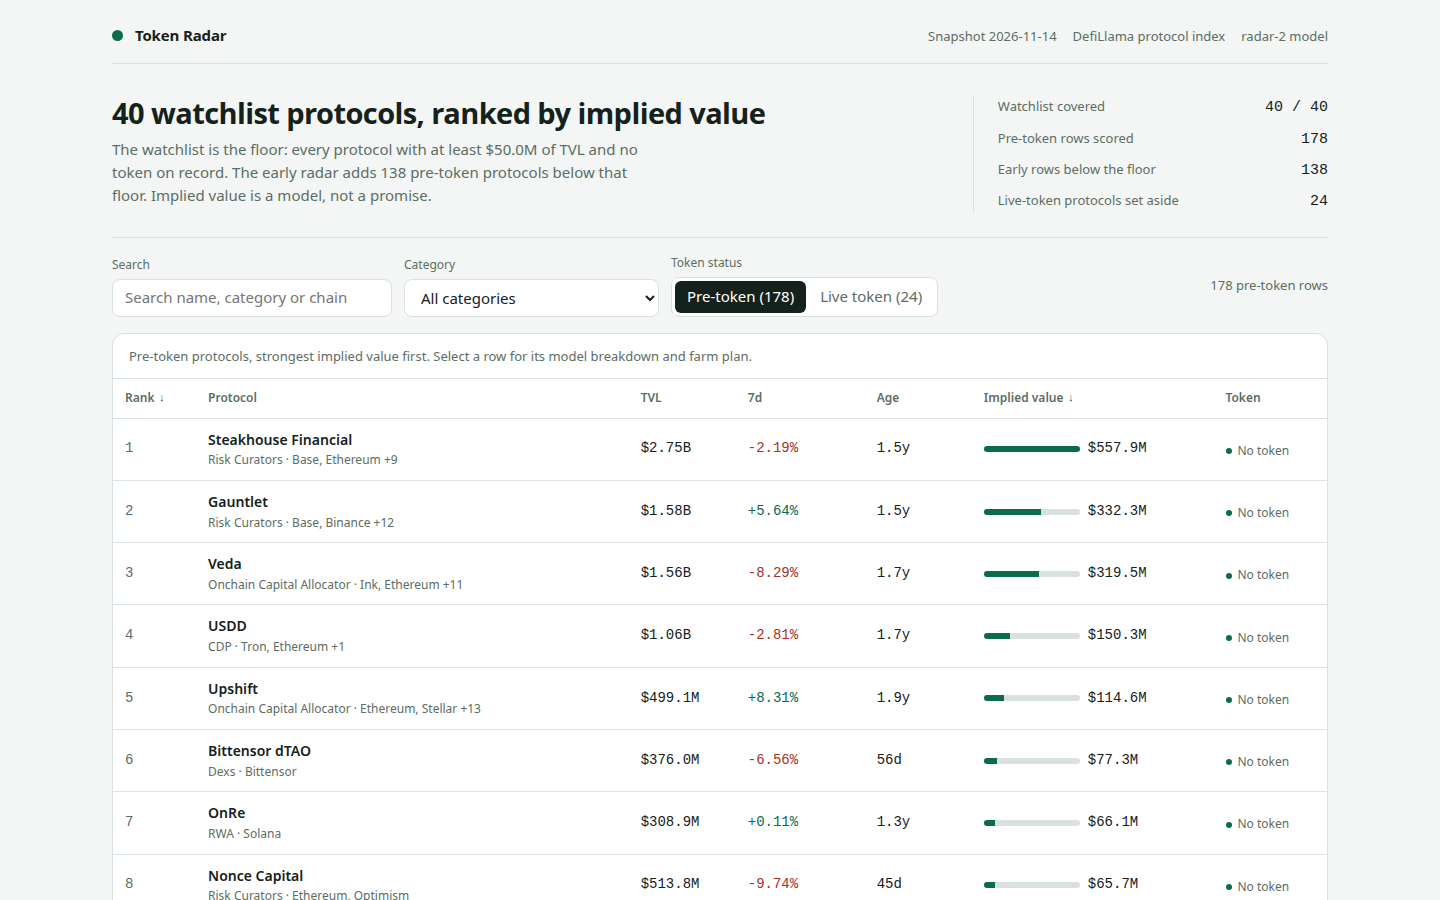 Token Radar
Snapshot 2026-11-14 DefiLlama protocol index radar-2 model
40 watchlist protocols, ranked by implied value
The watchlist is the floor: every protocol with at least $50.0M of TVL and no
token on record. The early radar adds 138 pre-token protocols below that
floor. Implied value is a model, not a promise.
Watchlist covered 40 / 40
Pre-token rows scored 178
Early rows below the floor 138
Live-token protocols set aside 24
Search
Search name, category or chain
Category
All categories
Token status
Pre-token (178) Live token (24)
178 pre-token rows
Pre-token protocols, strongest implied value first. Select a row for its model breakdown and farm plan.
Rank ↓ Protocol TVL 7d Age Implied value ↓ Token
1 Steakhouse Financial $2.75B -2.19% 1.5y $557.9M No token
Risk Curators · Base, Ethereum +9
2 Gauntlet $1.58B +5.64% 1.5y $332.3M No token
Risk Curators · Base, Binance +12
3 Veda $1.56B -8.29% 1.7y $319.5M No token
Onchain Capital Allocator · Ink, Ethereum +11
4 USDD $1.06B -2.81% 1.7y $150.3M No token
CDP · Tron, Ethereum +1
5 Upshift $499.1M +8.31% 1.9y $114.6M No token
Onchain Capital Allocator · Ethereum, Stellar +13
6 Bittensor dTAO $376.0M -6.56% 56d $77.3M No token
Dexs · Bittensor
7 OnRe $308.9M +0.11% 1.3y $66.1M No token
RWA · Solana
8 Nonce Capital $513.8M -9.74% 45d $65.7M No token
Risk Curators · Ethereum, Optimism